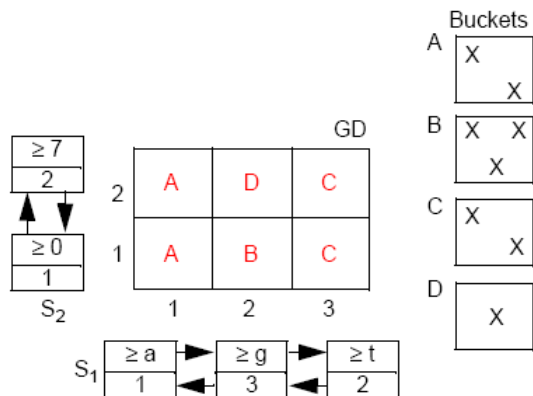 Buckets
A
X
X
B
X X
X
C
X
X
D
X
GD
≥ 7
2
≥ 0
1
S2
2 A D C
1 A B C
1 2 3
S1
≥ a ≥ g ≥ t
1 3 2